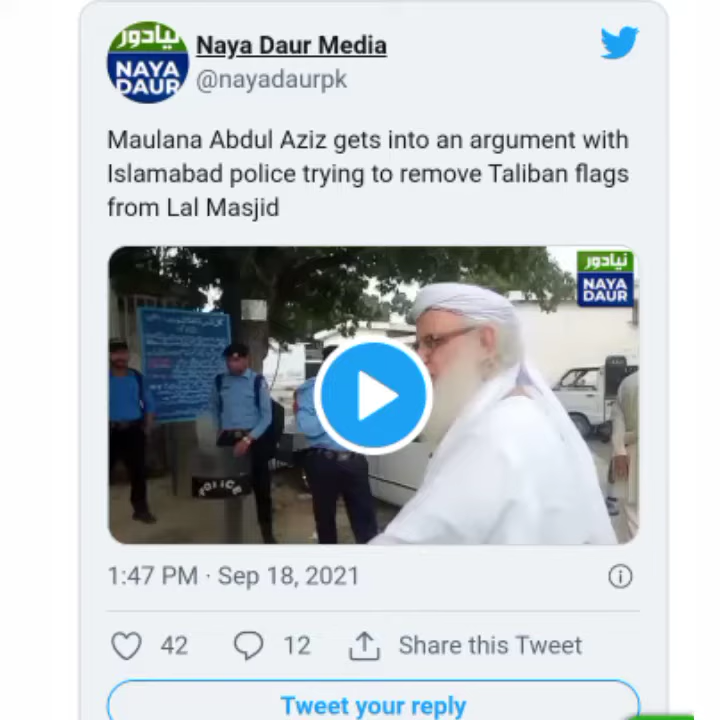 نیادور
NAYA
DAUR
Naya Daur Media
@nayadaurpk
Maulana Abdul Aziz gets into an argument with
Islamabad police trying to remove Taliban flags
from Lal Masjid
نیادور
NAYA
DAUR
POLICE
1:47 PM · Sep 18, 2021
42
12
Share this Tweet
Tweet your reply